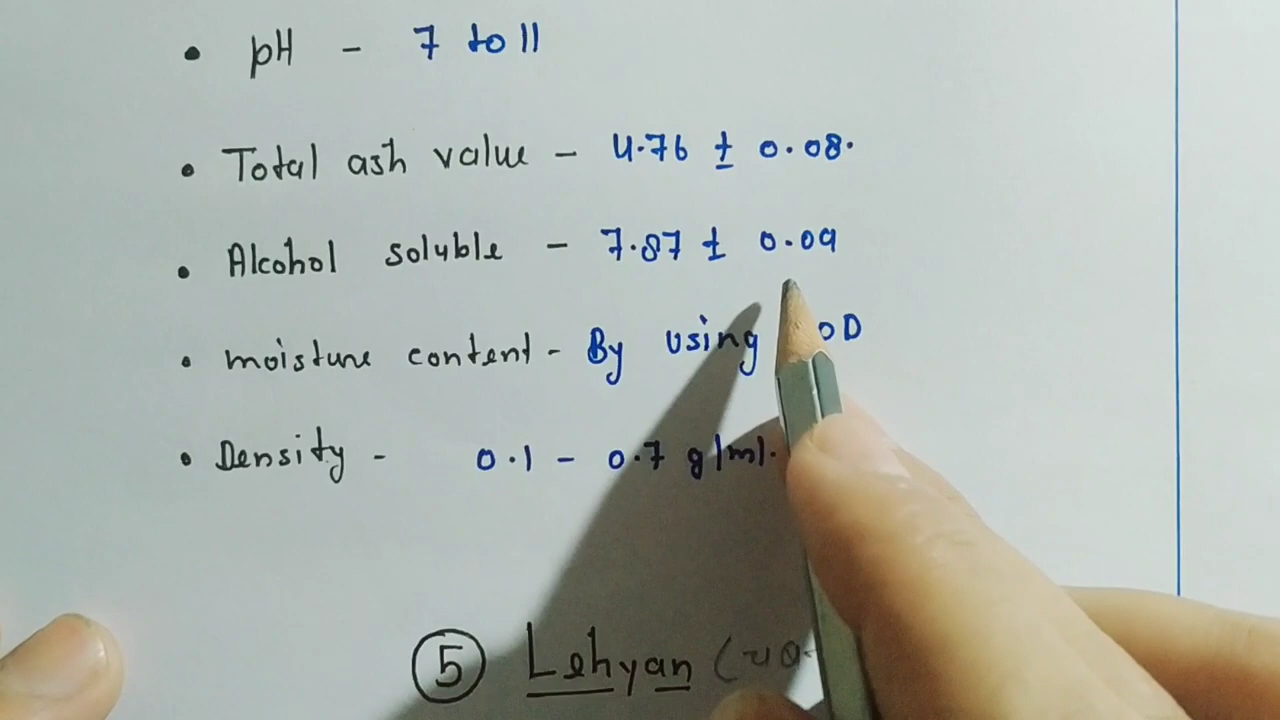 • pH - 7 to 11
• Total ash value - 4.76 ± 0.08.
• Alcohol soluble - 7.87 ± 0.09
• moisture content - By using
• Density - 0.1 - 0.7 g/ml.
⑤ Lehyan